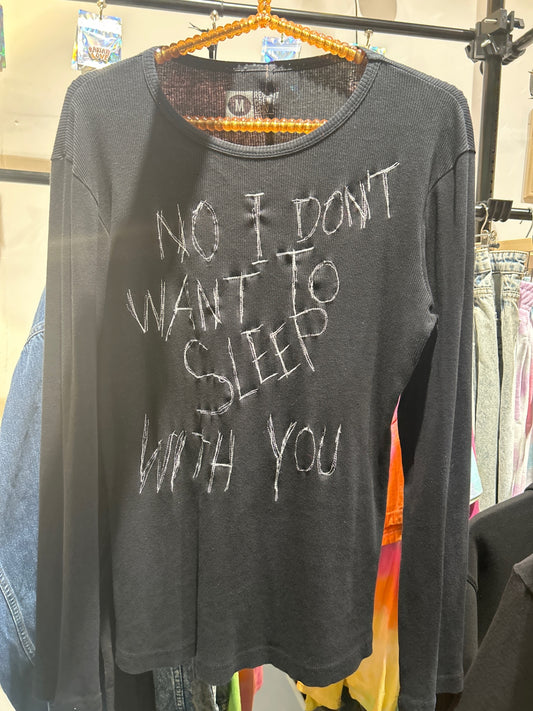 M
NO I DON'T
WANT TO
SLEEP
WITH YOU